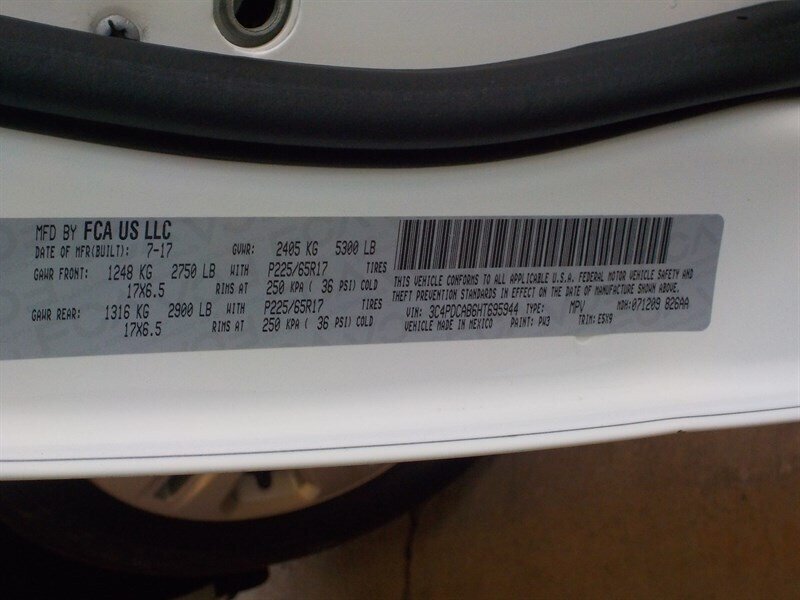 MFD BY FCA US LLC
DATE OF MFR(BUILT): 7-17 GVWR: 2405 KG 5300 LB
GAWR FRONT: 1248 KG 2750 LB WITH P225/65R17 TIRES
17X6.5 RIMS AT 250 KPA ( 36 PSI) COLD
GAWR REAR: 1316 KG 2900 LB WITH P225/65R17 TIRES
17X6.5 RIMS AT 250 KPA ( 36 PSI) COLD
THIS VEHICLE CONFORMS TO ALL APPLICABLE U.S.A. FEDERAL MOTOR VEHICLE SAFETY AND
THEFT PREVENTION STANDARDS IN EFFECT ON THE DATE OF MANUFACTURE SHOWN ABOVE.
VIN: 3C4PDCAB6HT695944 TYPE: MPV MDH: 071209 826AA
VEHICLE MADE IN MEXICO PAINT: PW3 TRIM: E5X9